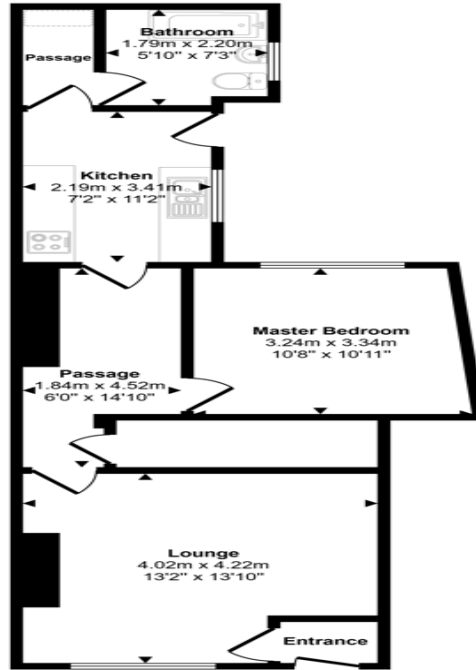 Bathroom
1.79m x 2.20m
5'10" x 7'3"
Passage
Kitchen
2.19m x 3.41m
7'2" x 11'2"
Master Bedroom
3.24m x 3.34m
10'8" x 10'11"
Passage
1.84m x 4.52m
6'0" x 14'10"
Lounge
4.02m x 4.22m
13'2" x 13'10"
Entrance